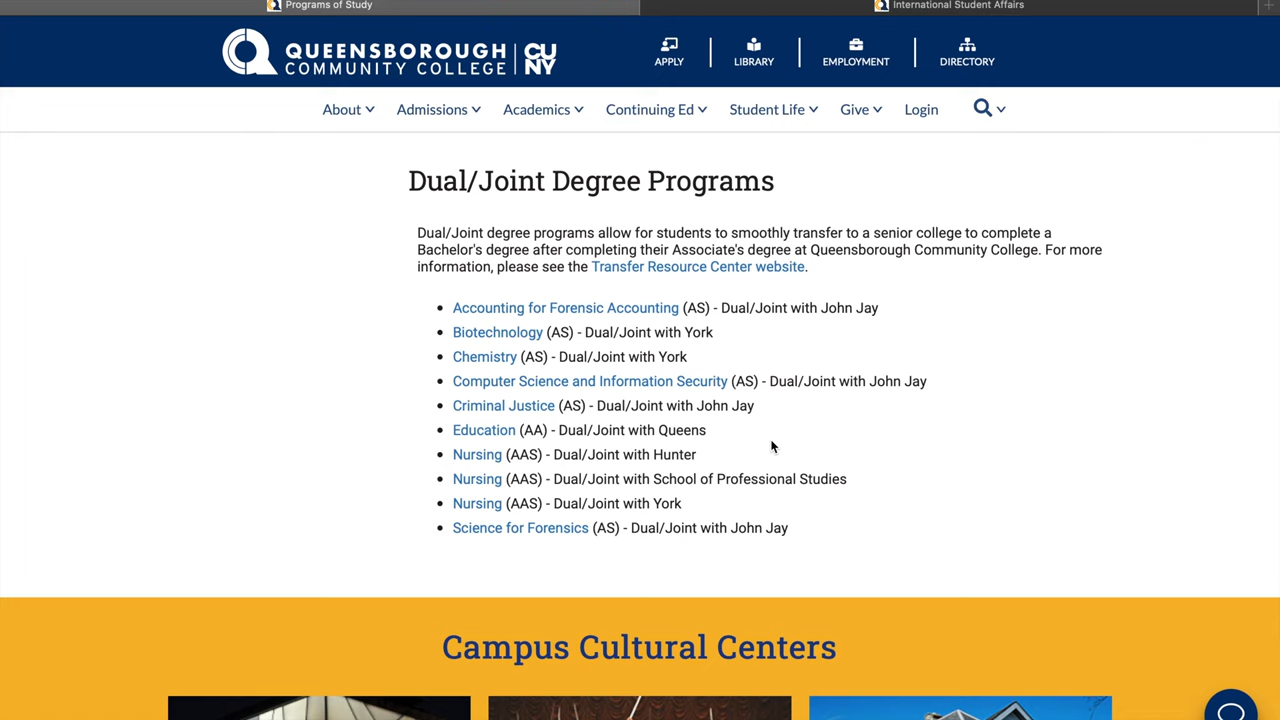 Programs of Study
International Student Affairs
QUEENSBOROUGH
COMMUNITY COLLEGE
CU
NY
APPLY
LIBRARY
EMPLOYMENT
DIRECTORY
About
Admissions
Academics
Continuing Ed
Student Life
Give
Login
Dual/Joint Degree Programs
Dual/Joint degree programs allow for students to smoothly transfer to a senior college to complete a
Bachelor's degree after completing their Associate's degree at Queensborough Community College. For more
information, please see the Transfer Resource Center website.
• Accounting for Forensic Accounting (AS) - Dual/Joint with John Jay
• Biotechnology (AS) - Dual/Joint with York
• Chemistry (AS) - Dual/Joint with York
• Computer Science and Information Security (AS) - Dual/Joint with John Jay
• Criminal Justice (AS) - Dual/Joint with John Jay
• Education (AA) - Dual/Joint with Queens
• Nursing (AAS) - Dual/Joint with Hunter
• Nursing (AAS) - Dual/Joint with School of Professional Studies
• Nursing (AAS) - Dual/Joint with York
• Science for Forensics (AS) - Dual/Joint with John Jay
Campus Cultural Centers